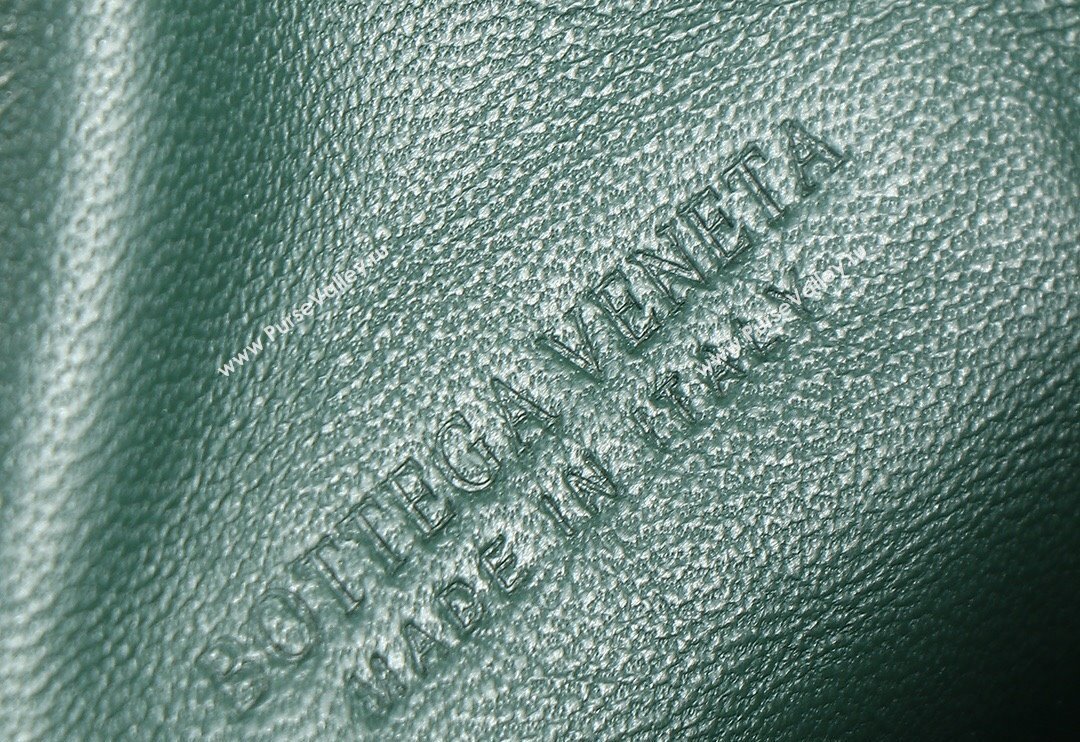 BOTTEGA VENETA
MADE IN ITALY
www.PurseValley.ru
www.PurseValley.ru